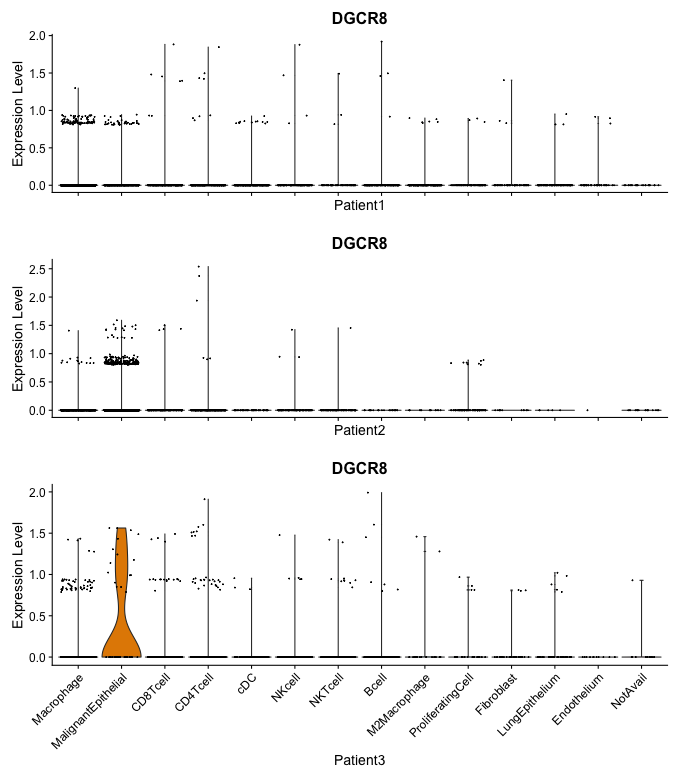 DGCR8
2.0
1.5
1.0
0.5
0.0
Expression Level
Patient1
DGCR8
2.5
2.0
1.5
1.0
0.5
0.0
Expression Level
Patient2
DGCR8
2.0
1.5
1.0
0.5
0.0
Expression Level
Macrophage
MalignantEpithelial
CD8Tcell
CD4Tcell
cDC
NKcell
NKTcell
Bcell
M2Macrophage
ProliferatingCell
Fibroblast
LungEpithelium
Endothelium
NotAvail
Patient3